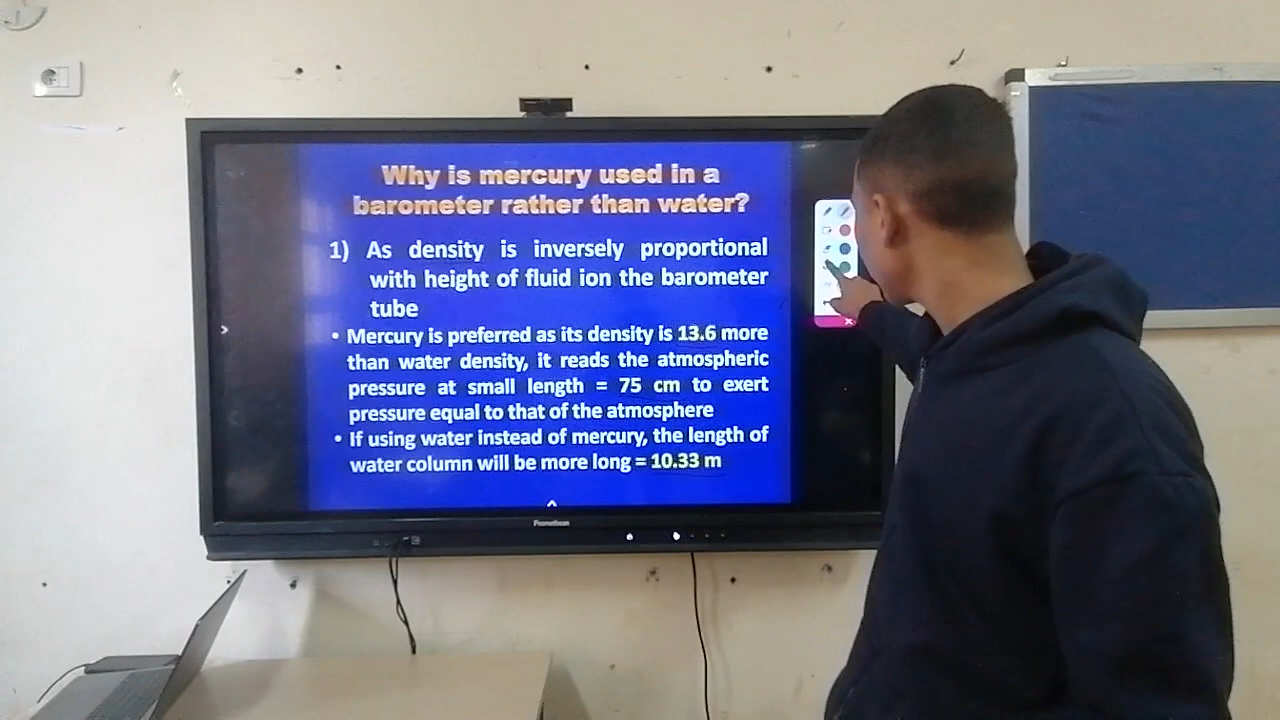 Why is mercury used in a
barometer rather than water?
1) As density is inversely proportional
with height of fluid ion the barometer
tube
• Mercury is preferred as its density is 13.6 more
than water density, it reads the atmospheric
pressure at small length = 75 cm to exert
pressure equal to that of the atmosphere
• If using water instead of mercury, the length of
water column will be more long = 10.33 m
Promethean